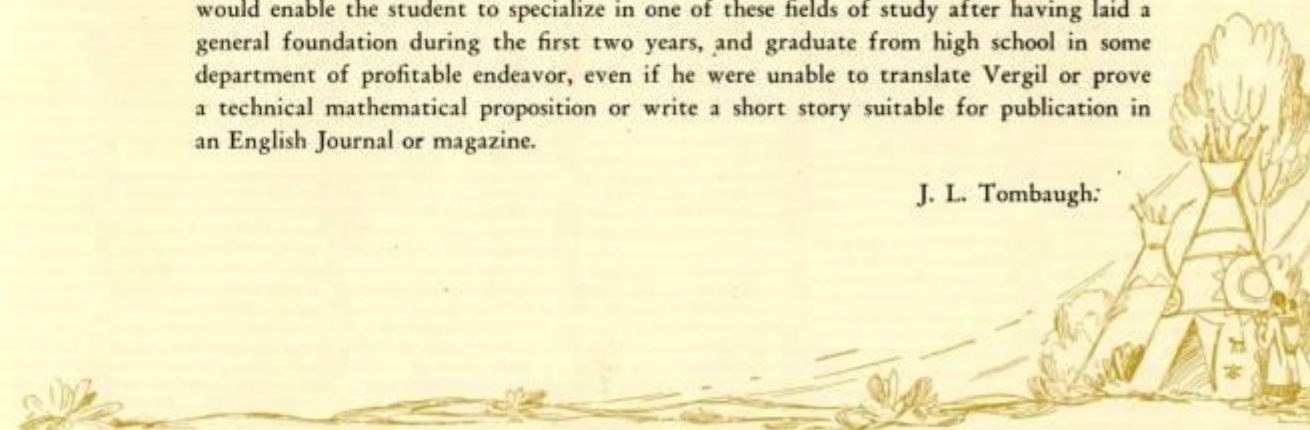 would enable the student to specialize in one of these fields of study after having laid a
general foundation during the first two years, and graduate from high school in some
department of profitable endeavor, even if he were unable to translate Vergil or prove
a technical mathematical proposition or write a short story suitable for publication in
an English Journal or magazine.
J. L. Tombaugh.